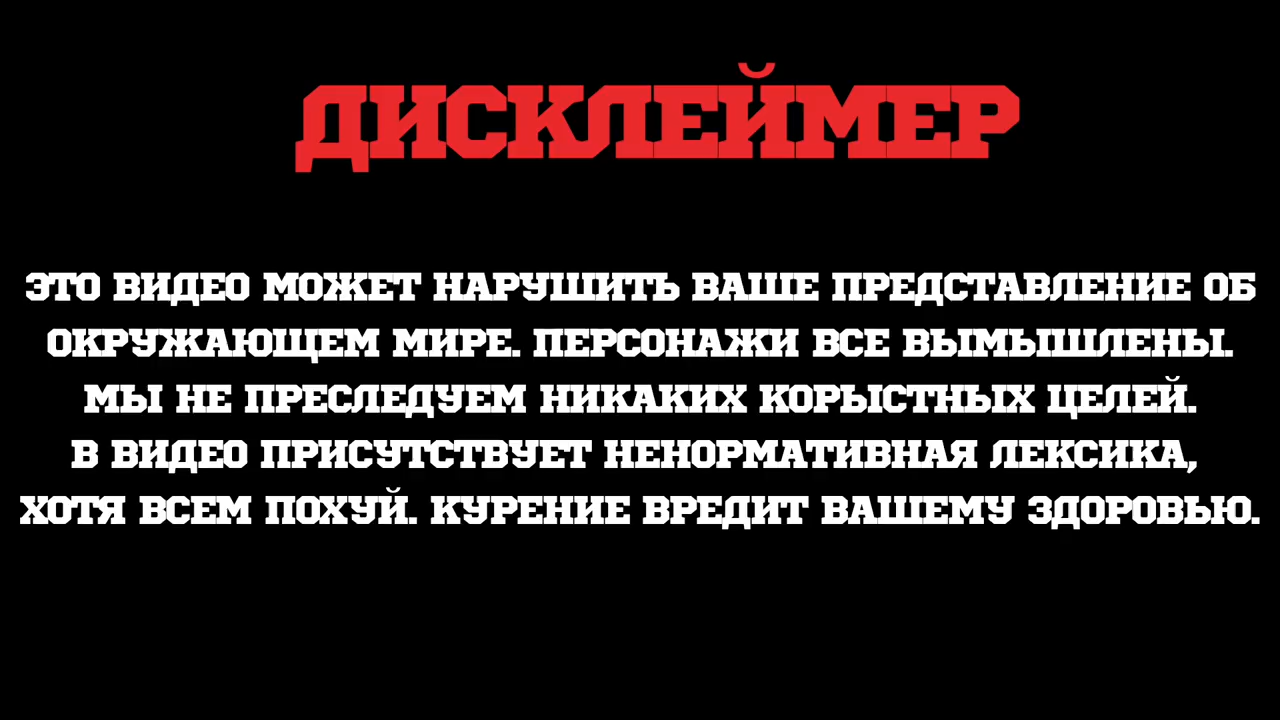 ДИСКЛЕЙМЕР
ЭТО ВИДЕО МОЖЕТ НАРУШИТЬ ВАШЕ ПРЕДСТАВЛЕНИЕ ОБ
ОКРУЖАЮЩЕМ МИРЕ. ПЕРСОНАЖИ ВСЕ ВЫМЫШЛЕНЫ.
МЫ НЕ ПРЕСЛЕДУЕМ НИКАКИХ КОРЫСТНЫХ ЦЕЛЕЙ.
В ВИДЕО ПРИСУТСТВУЕТ НЕНОРМАТИВНАЯ ЛЕКСИКА,
ХОТЯ ВСЕМ ПОХУЙ. КУРЕНИЕ ВРЕДИТ ВАШЕМУ ЗДОРОВЬЮ.